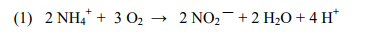 (1) 2 NH₄⁺ + 3 O₂ → 2 NO₂⁻ + 2 H₂O + 4 H⁺